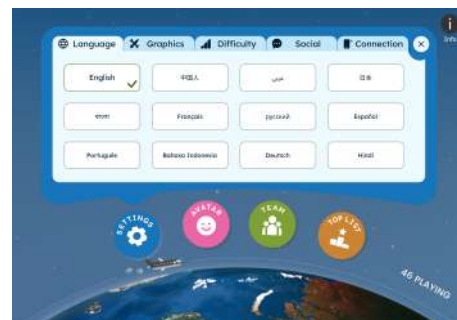 Language Graphics Difficulty Social Connection
Info
English 中国人 عربي 日本
বাংলা Français русский Español
Português Bahasa Indonesia Deutsch Hindi
SETTINGS AVATAR TEAM TOP LIST
46 PLAYING